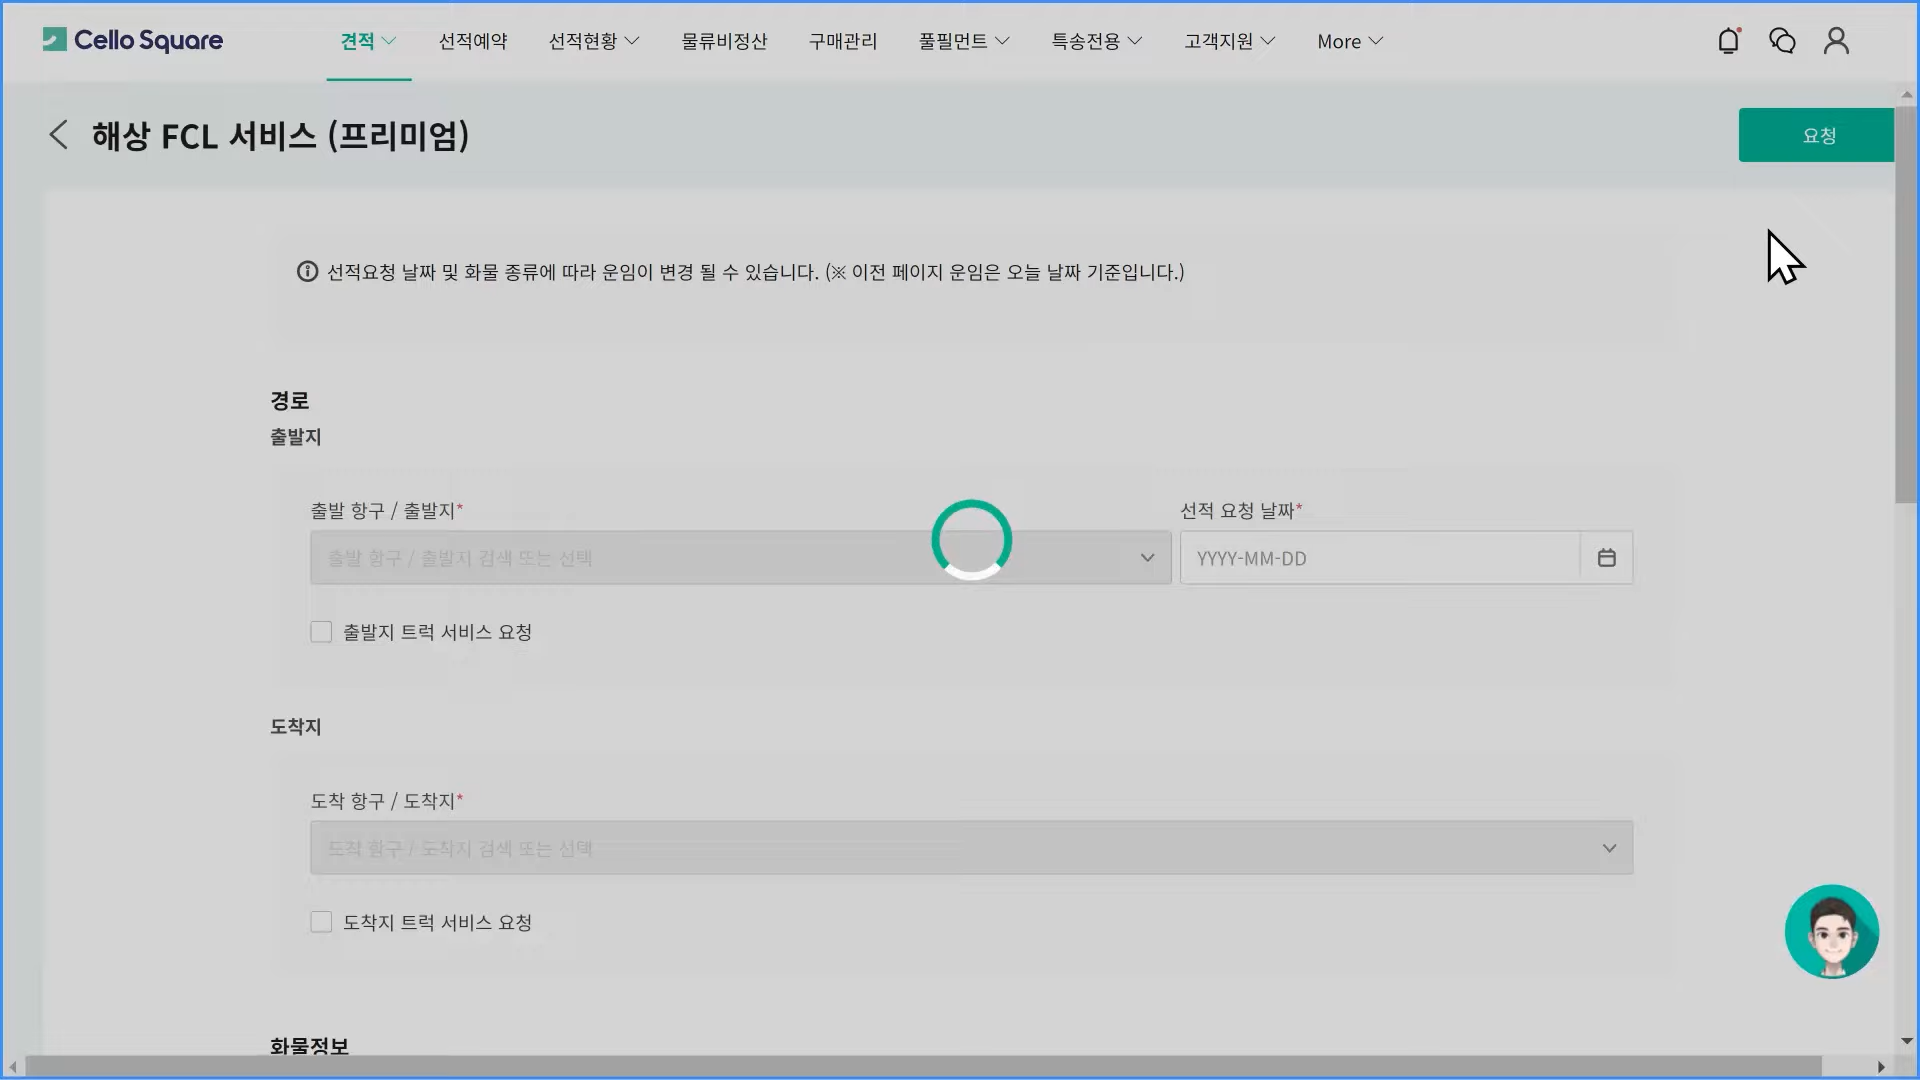 Cello Square
견적 선적예약 선적현황 물류비정산 구매관리 풀필먼트 특송전용 고객지원 More
해상 FCL 서비스 (프리미엄)
요청
선적요청 날짜 및 화물 종류에 따라 운임이 변경 될 수 있습니다. (※ 이전 페이지 운임은 오늘 날짜 기준입니다.)
경로
출발지
출발 항구 / 출발지* 선적 요청 날짜*
출발 항구 / 출발지 검색 또는 선택 YYYY-MM-DD
출발지 트럭 서비스 요청
도착지
도착 항구 / 도착지*
도착 항구 / 도착지 검색 또는 선택
도착지 트럭 서비스 요청
화물정보